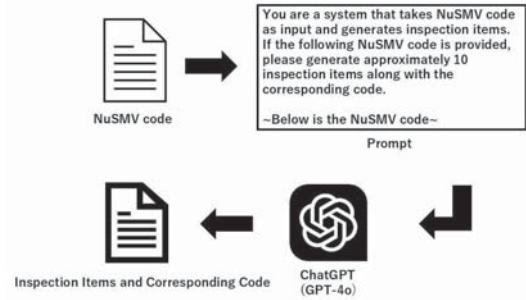 You are a system that takes NuSMV code
as input and generates inspection items.
If the following NuSMV code is provided,
please generate approximately 10
inspection items along with the
corresponding code.
~Below is the NuSMV code~
NuSMV code
Prompt
Inspection Items and Corresponding Code
ChatGPT
(GPT-4o)